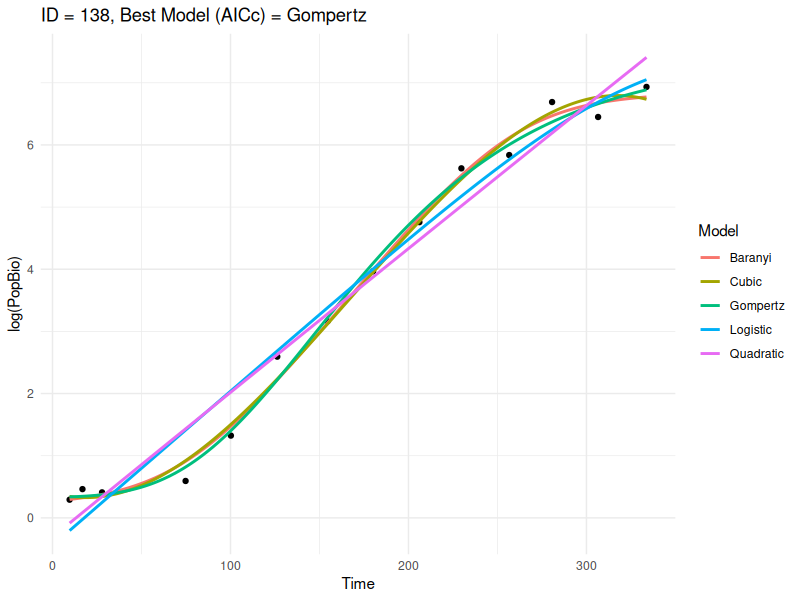 ID = 138, Best Model (AICc) = Gompertz
log(PopBio)
6
4
2
0
0 100 200 300
Time
Model
Baranyi
Cubic
Gompertz
Logistic
Quadratic